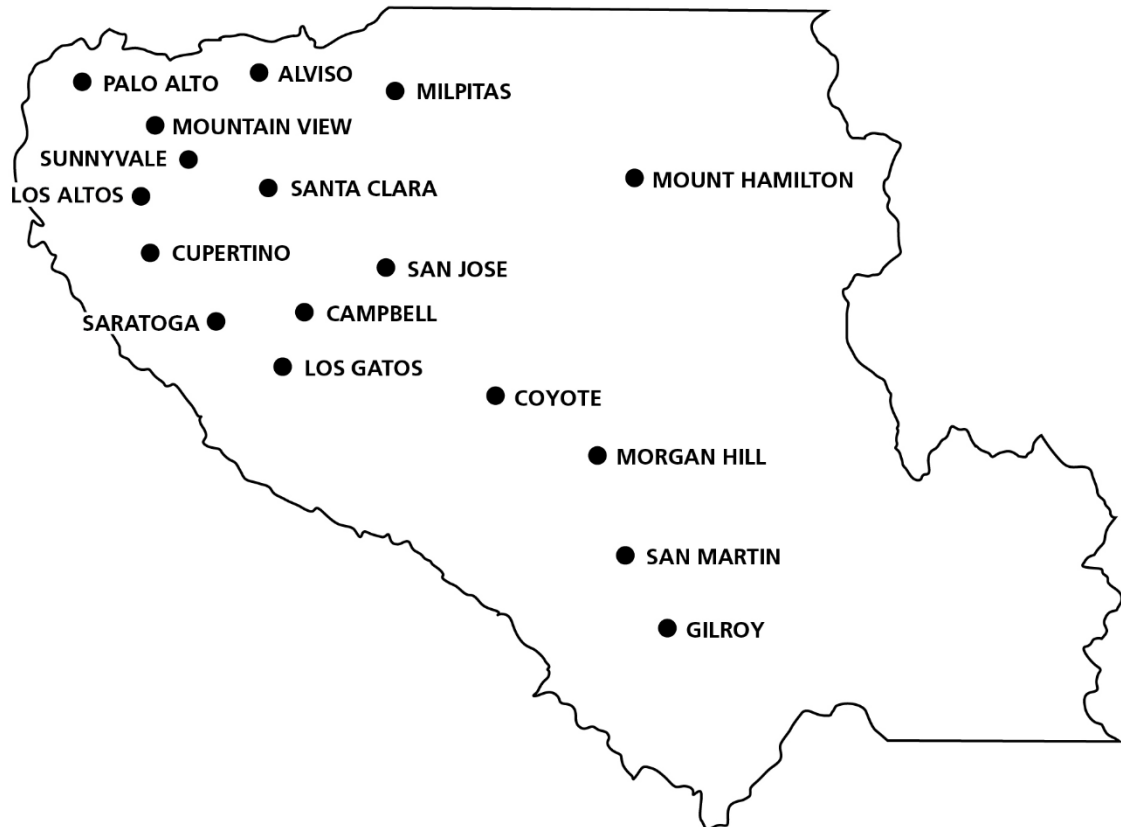 ALVISO
PALO ALTO
MILPITAS
MOUNTAIN VIEW
SUNNYVALE
MOUNT HAMILTON
SANTA CLARA
LOS ALTOS
CUPERTINO
SAN JOSE
CAMPBELL
SARATOGA
LOS GATOS
COYOTE
MORGAN HILL
SAN MARTIN
GILROY